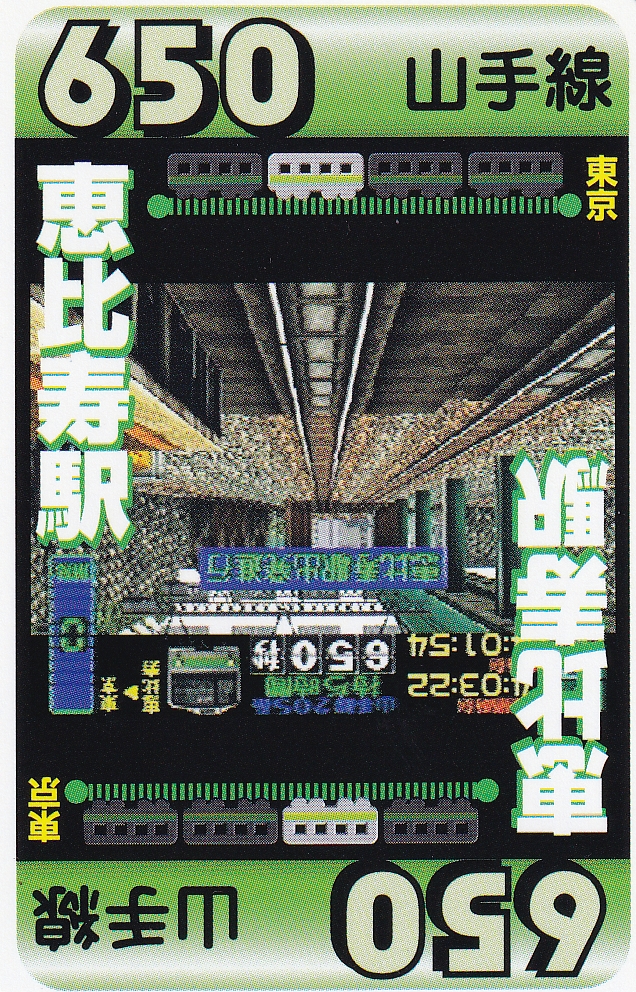 650 山手線
東京
恵比寿駅
山手線205系
4:03:22
持ち時間
:01:54
650秒
恵比寿▶東京
0
恵比寿駅出発進行
恵比寿駅
東京
650 山手線